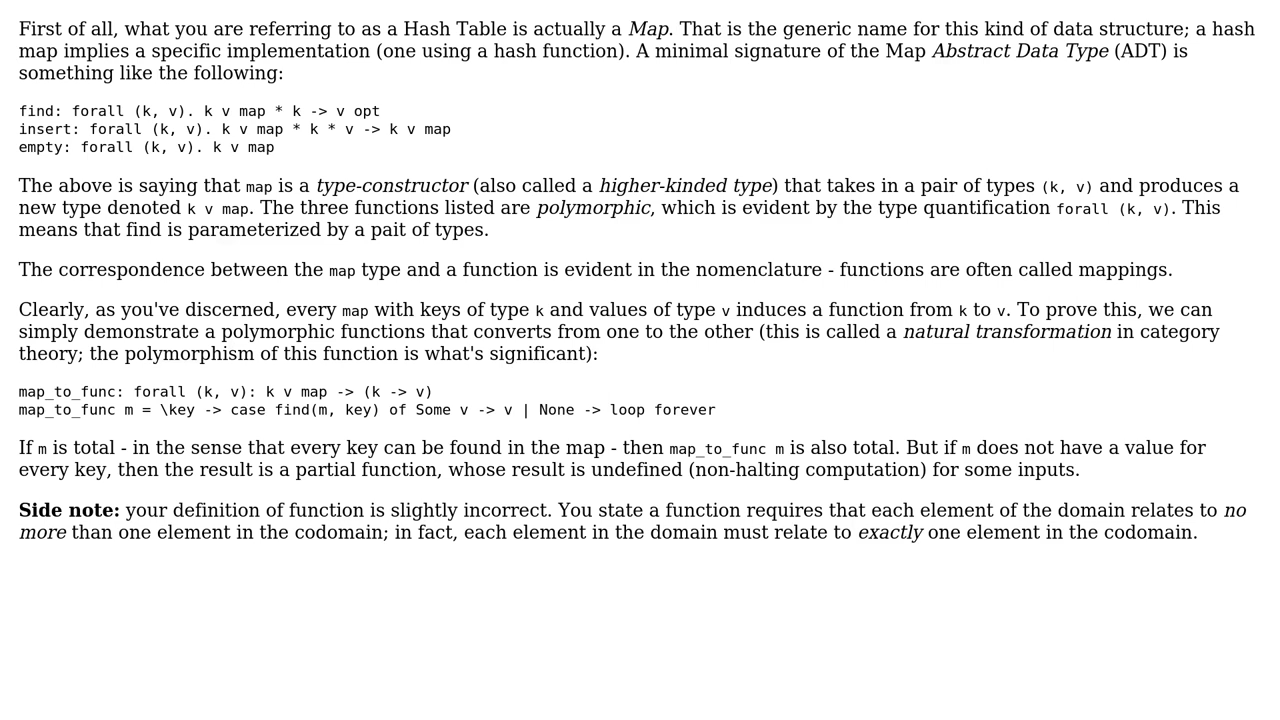 First of all, what you are referring to as a Hash Table is actually a Map. That is the generic name for this kind of data structure; a hash
map implies a specific implementation (one using a hash function). A minimal signature of the Map Abstract Data Type (ADT) is
something like the following:
find: forall (k, v). k v map * k -> v opt
insert: forall (k, v). k v map * k * v -> k v map
empty: forall (k, v). k v map
The above is saying that map is a type-constructor (also called a higher-kinded type) that takes in a pair of types (k, v) and produces a
new type denoted k v map. The three functions listed are polymorphic, which is evident by the type quantification forall (k, v). This
means that find is parameterized by a pait of types.
The correspondence between the map type and a function is evident in the nomenclature - functions are often called mappings.
Clearly, as you've discerned, every map with keys of type k and values of type v induces a function from k to v. To prove this, we can
simply demonstrate a polymorphic functions that converts from one to the other (this is called a natural transformation in category
theory; the polymorphism of this function is what's significant):
map_to_func: forall (k, v): k v map -> (k -> v)
map_to_func m = \key -> case find(m, key) of Some v -> v | None -> loop forever
If m is total - in the sense that every key can be found in the map - then map_to_func m is also total. But if m does not have a value for
every key, then the result is a partial function, whose result is undefined (non-halting computation) for some inputs.
Side note: your definition of function is slightly incorrect. You state a function requires that each element of the domain relates to no
more than one element in the codomain; in fact, each element in the domain must relate to exactly one element in the codomain.